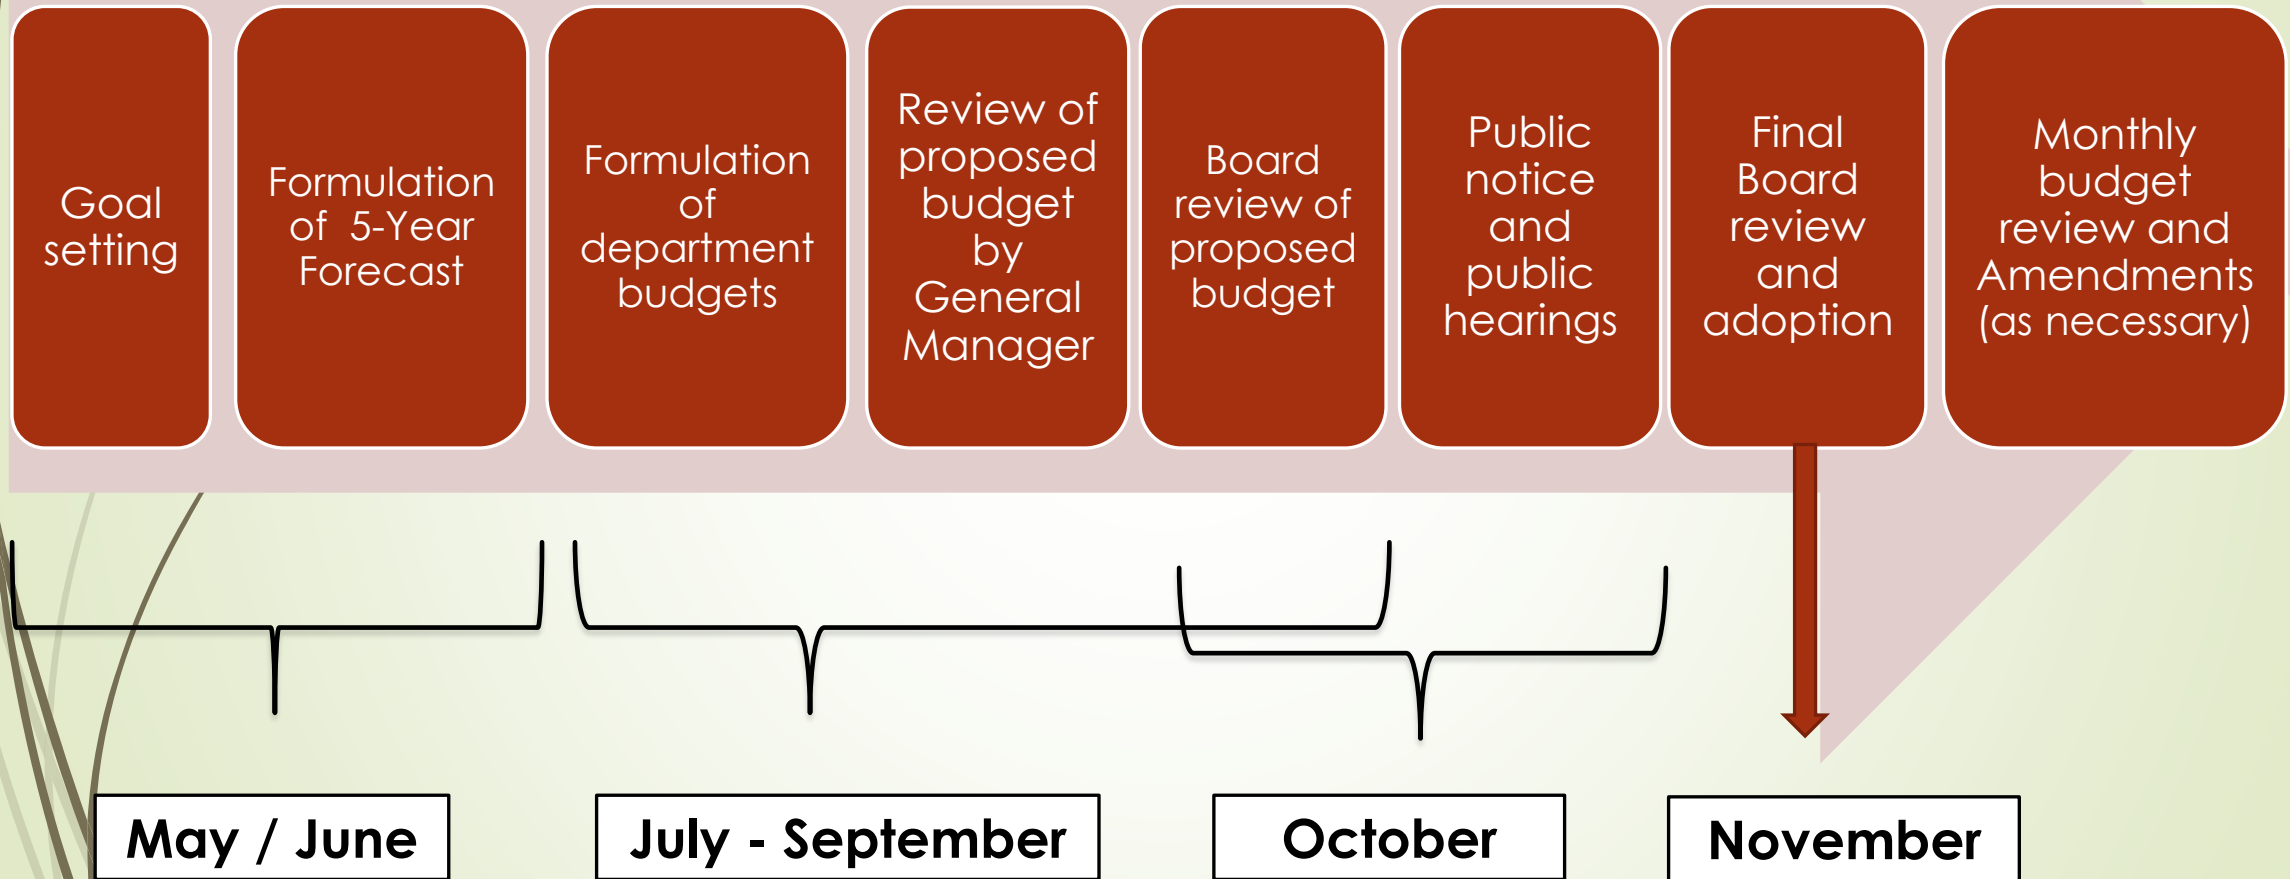 Goal
setting
Formulation
of 5-Year
Forecast
Formulation
of
department
budgets
Review of
proposed
budget
by
General
Manager
Board
review of
proposed
budget
Public
notice
and
public
hearings
Final
Board
review
and
adoption
Monthly
budget
review and
Amendments
(as necessary)
May / June
July - September
October
November